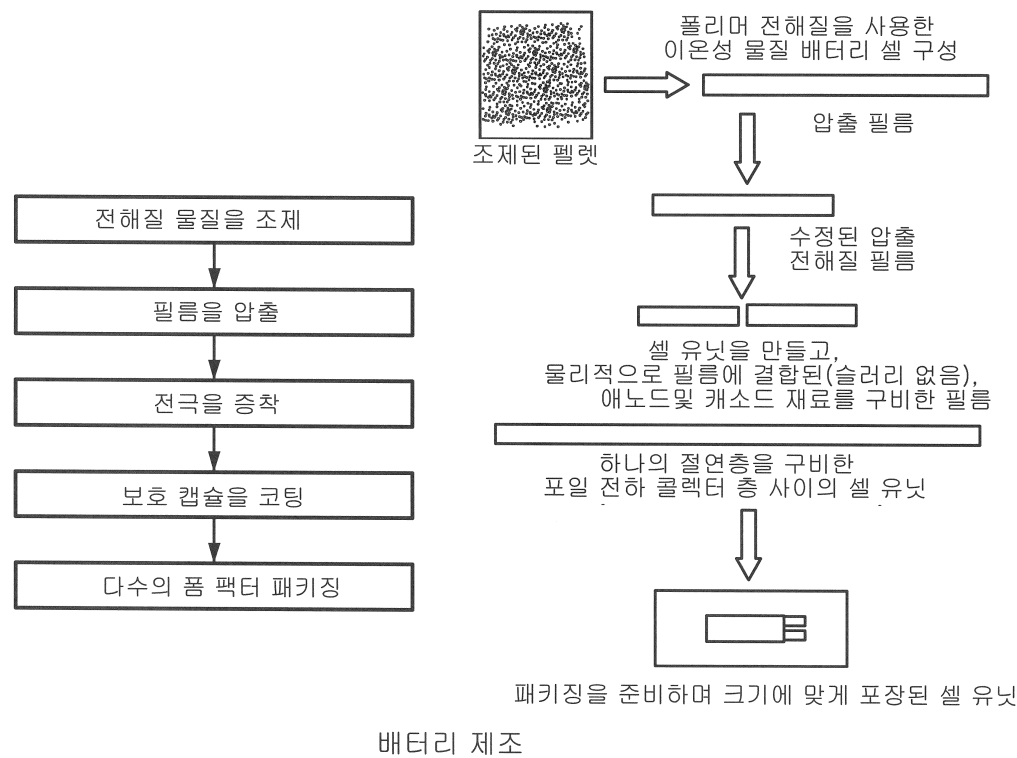 폴리머 전해질을 사용한
이온성 물질 배터리 셀 구성
압출 필름
조제된 펠렛
전해질 물질을 조제
필름을 압출
전극을 증착
보호 캡슐을 코팅
다수의 폼 팩터 패키징
수정된 압출
전해질 필름
셀 유닛을 만들고,
물리적으로 필름에 결합된(슬러리 없음),
애노드및 캐소드 재료를 구비한 필름
하나의 절연층을 구비한
포일 전하 콜렉터 층 사이의 셀 유닛
패키징을 준비하며 크기에 맞게 포장된 셀 유닛
배터리 제조